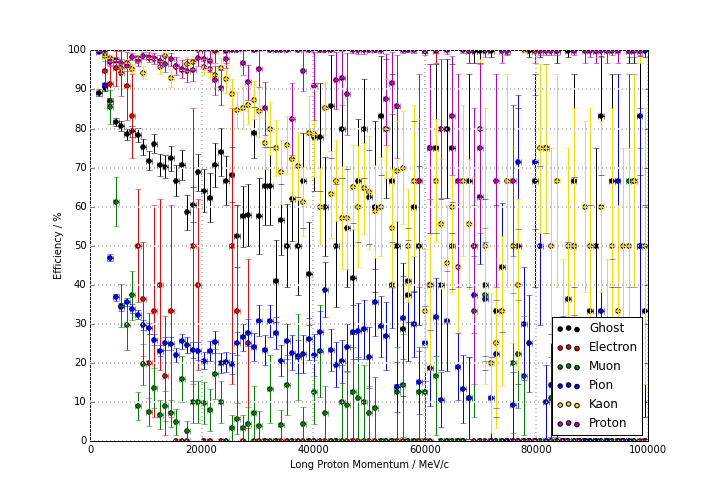 100
90
80
70
60
50
40
30
20
10
0
Efficiency / %
0
20000
40000
60000
80000
100000
Long Proton Momentum / MeV/c
Ghost
Electron
Muon
Pion
Kaon
Proton